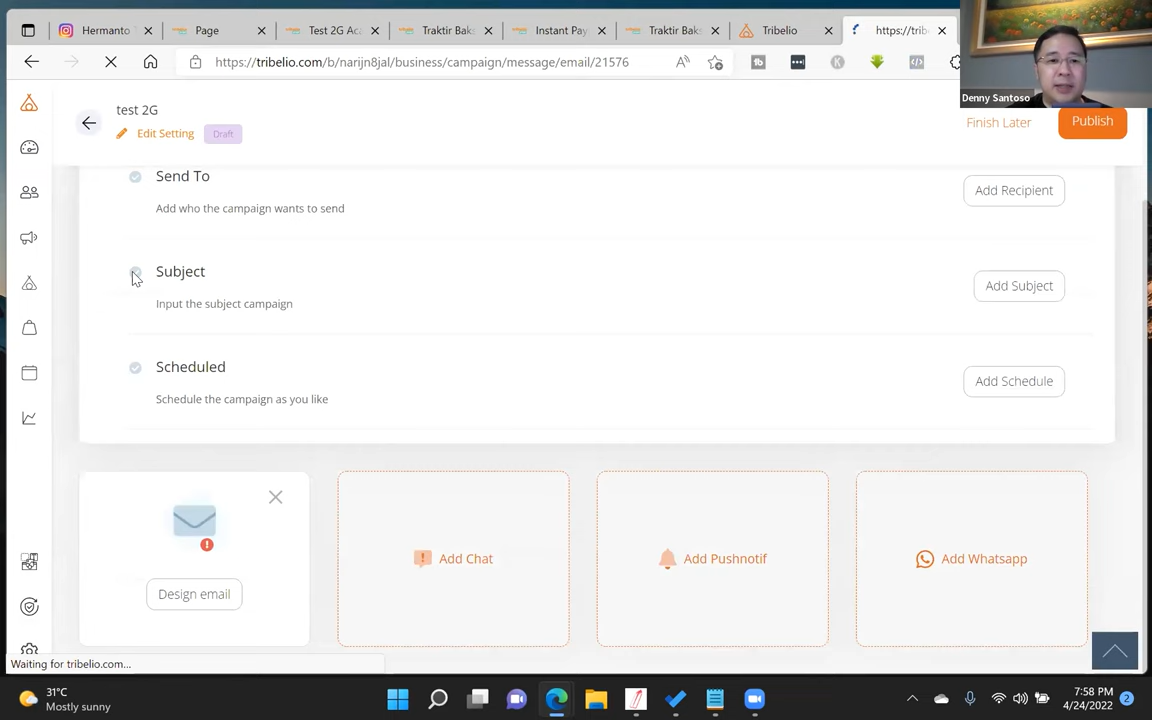 Hermanto
Page
Test 2G Aca
Traktir Baks
Instant Pay
Traktir Baks
Tribelio
https://trib
https://tribelio.com/b/narijn8jal/business/campaign/message/email/21576
Denny Santoso
test 2G
Edit Setting
Draft
Finish Later
Publish
Send To
Add who the campaign wants to send
Add Recipient
Subject
Input the subject campaign
Add Subject
Scheduled
Schedule the campaign as you like
Add Schedule
Design email
Add Chat
Add Pushnotif
Add Whatsapp
Waiting for tribelio.com...
31°C
Mostly sunny
7:58 PM
4/24/2022
2